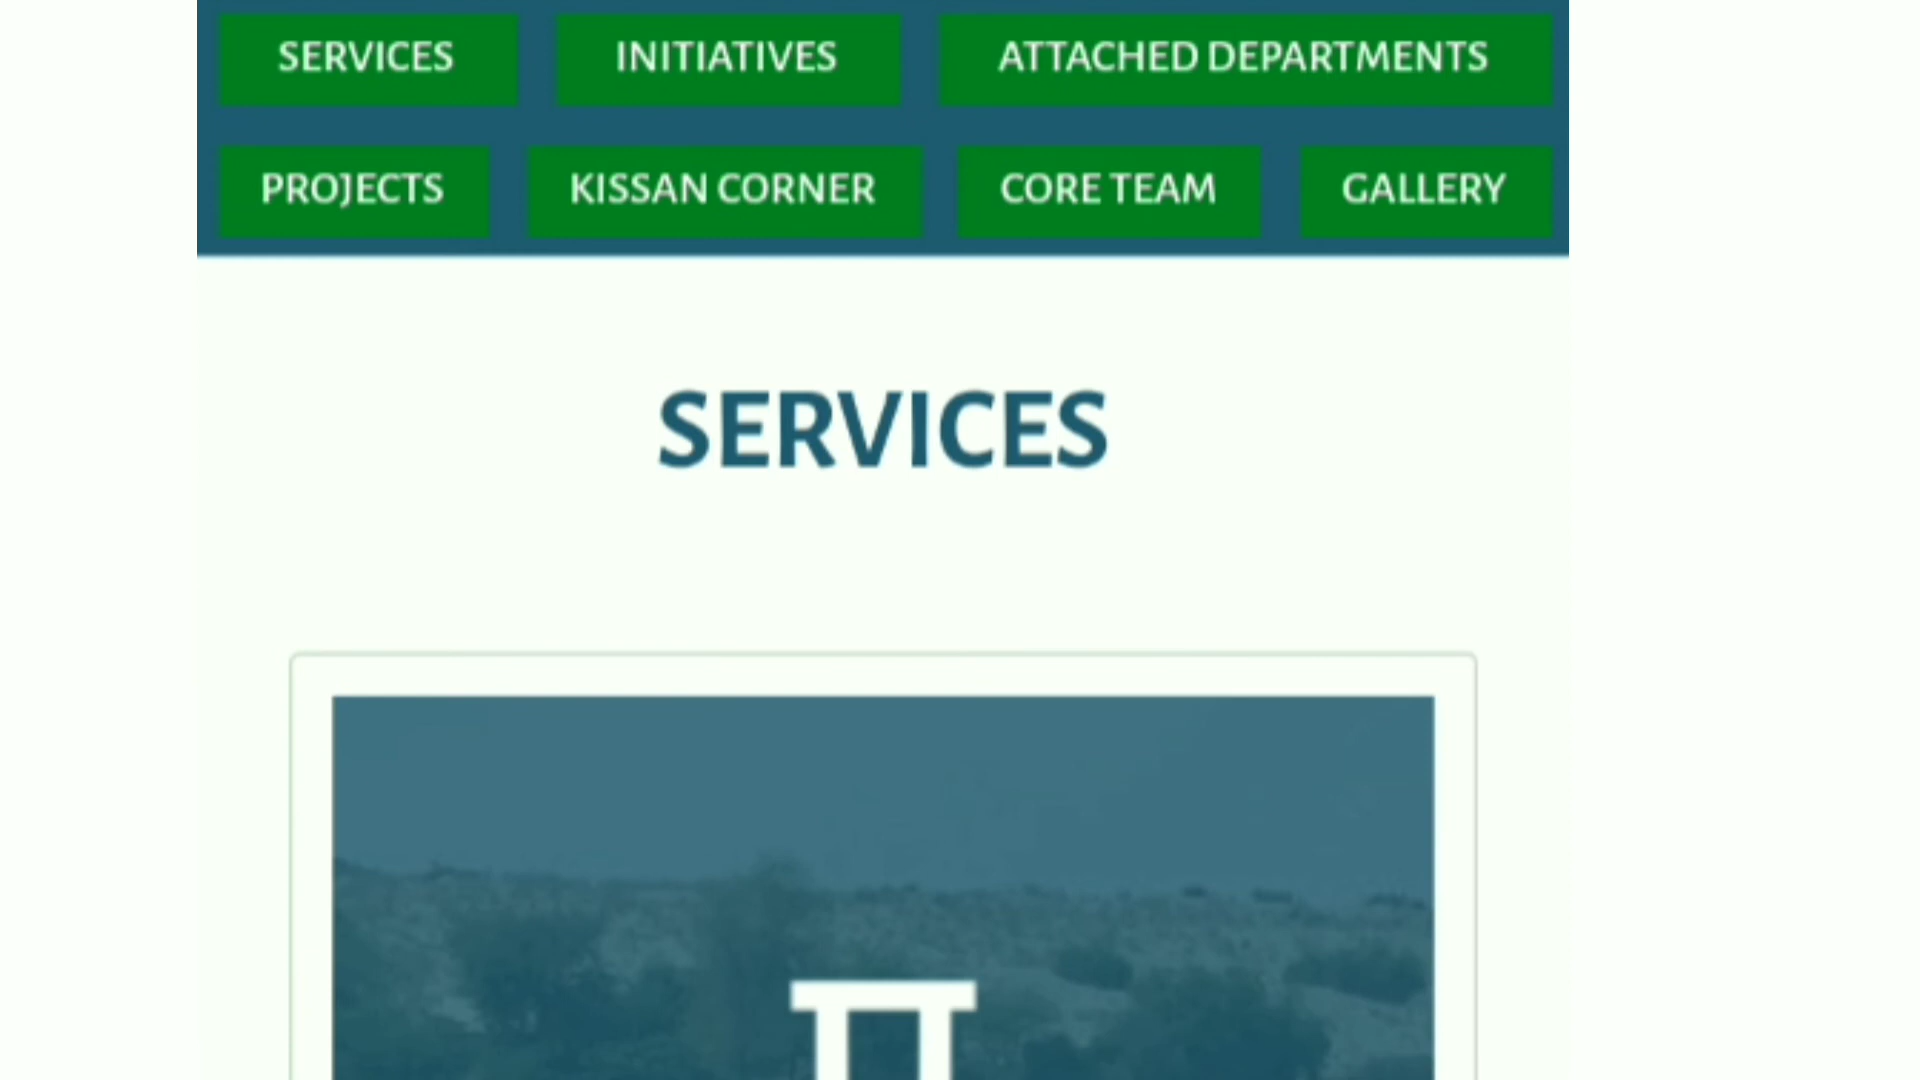 SERVICES INITIATIVES ATTACHED DEPARTMENTS
PROJECTS KISSAN CORNER CORE TEAM GALLERY
SERVICES